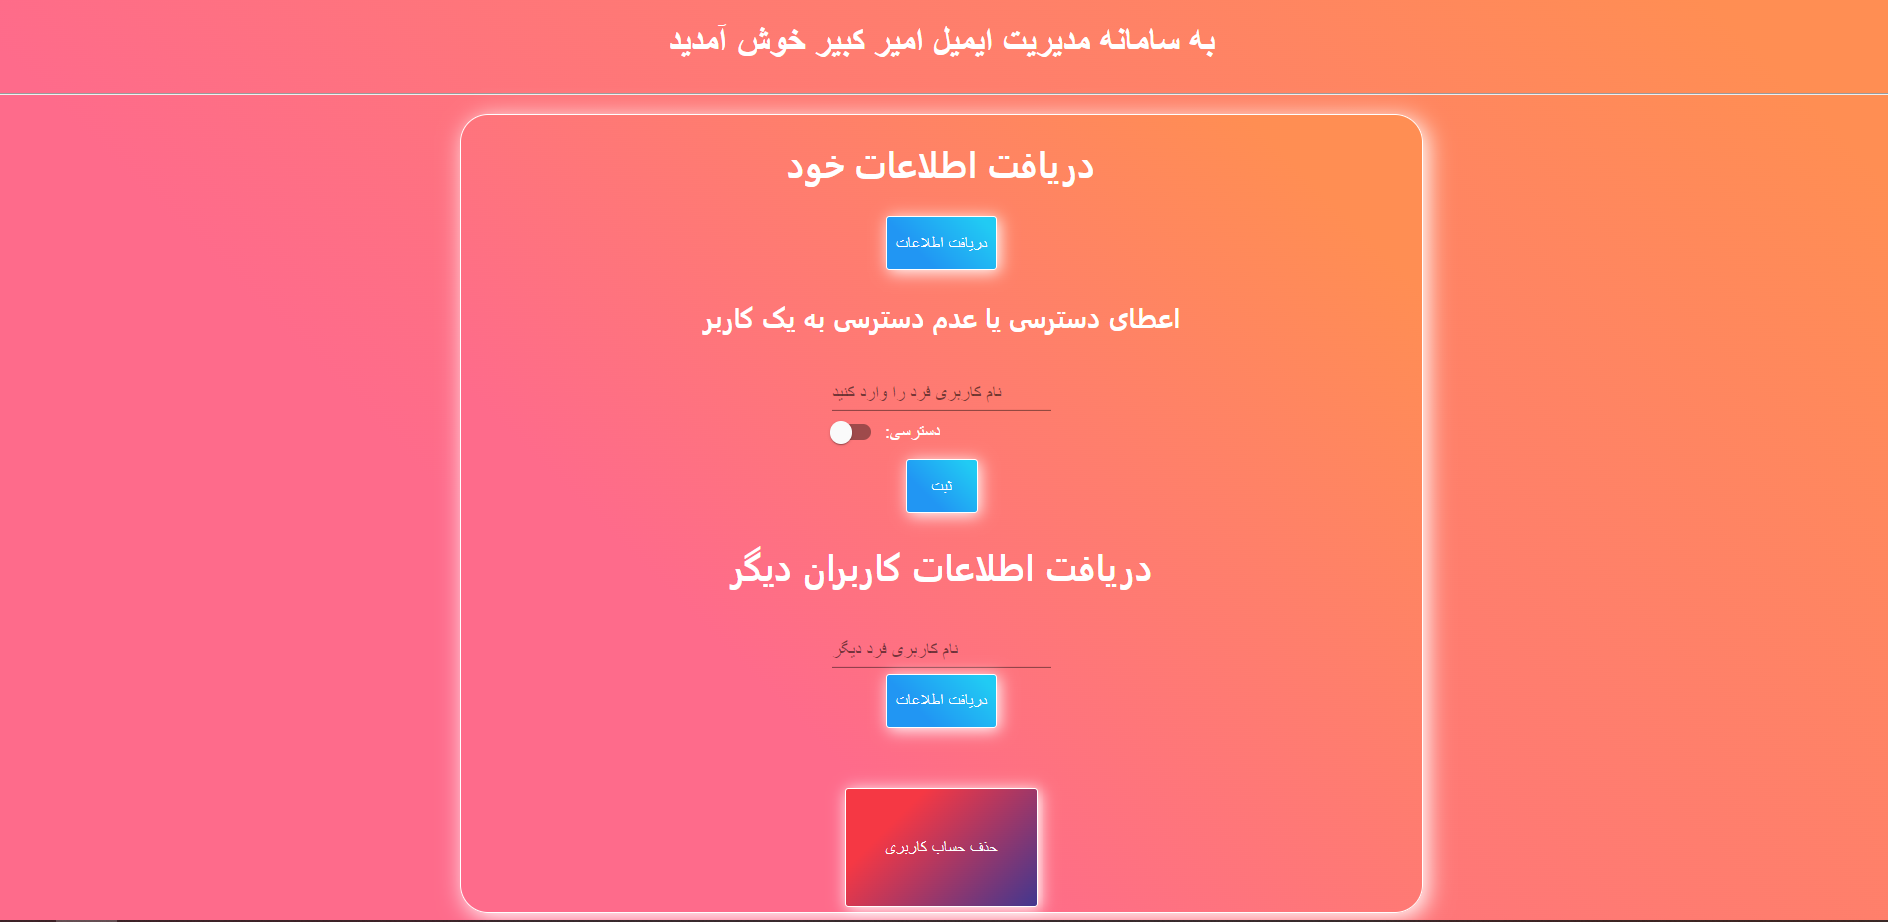 به سامانه مدیریت ایمیل امیر کبیر خوش آمدید
دریافت اطلاعات خود
دریافت اطلاعات
اعطای دسترسی یا عدم دسترسی به یک کاربر
نام کاربری فرد را وارد کنید
دسترسی:
ثبت
دریافت اطلاعات کاربران دیگر
نام کاربری فرد دیگر
دریافت اطلاعات
حذف حساب کاربری